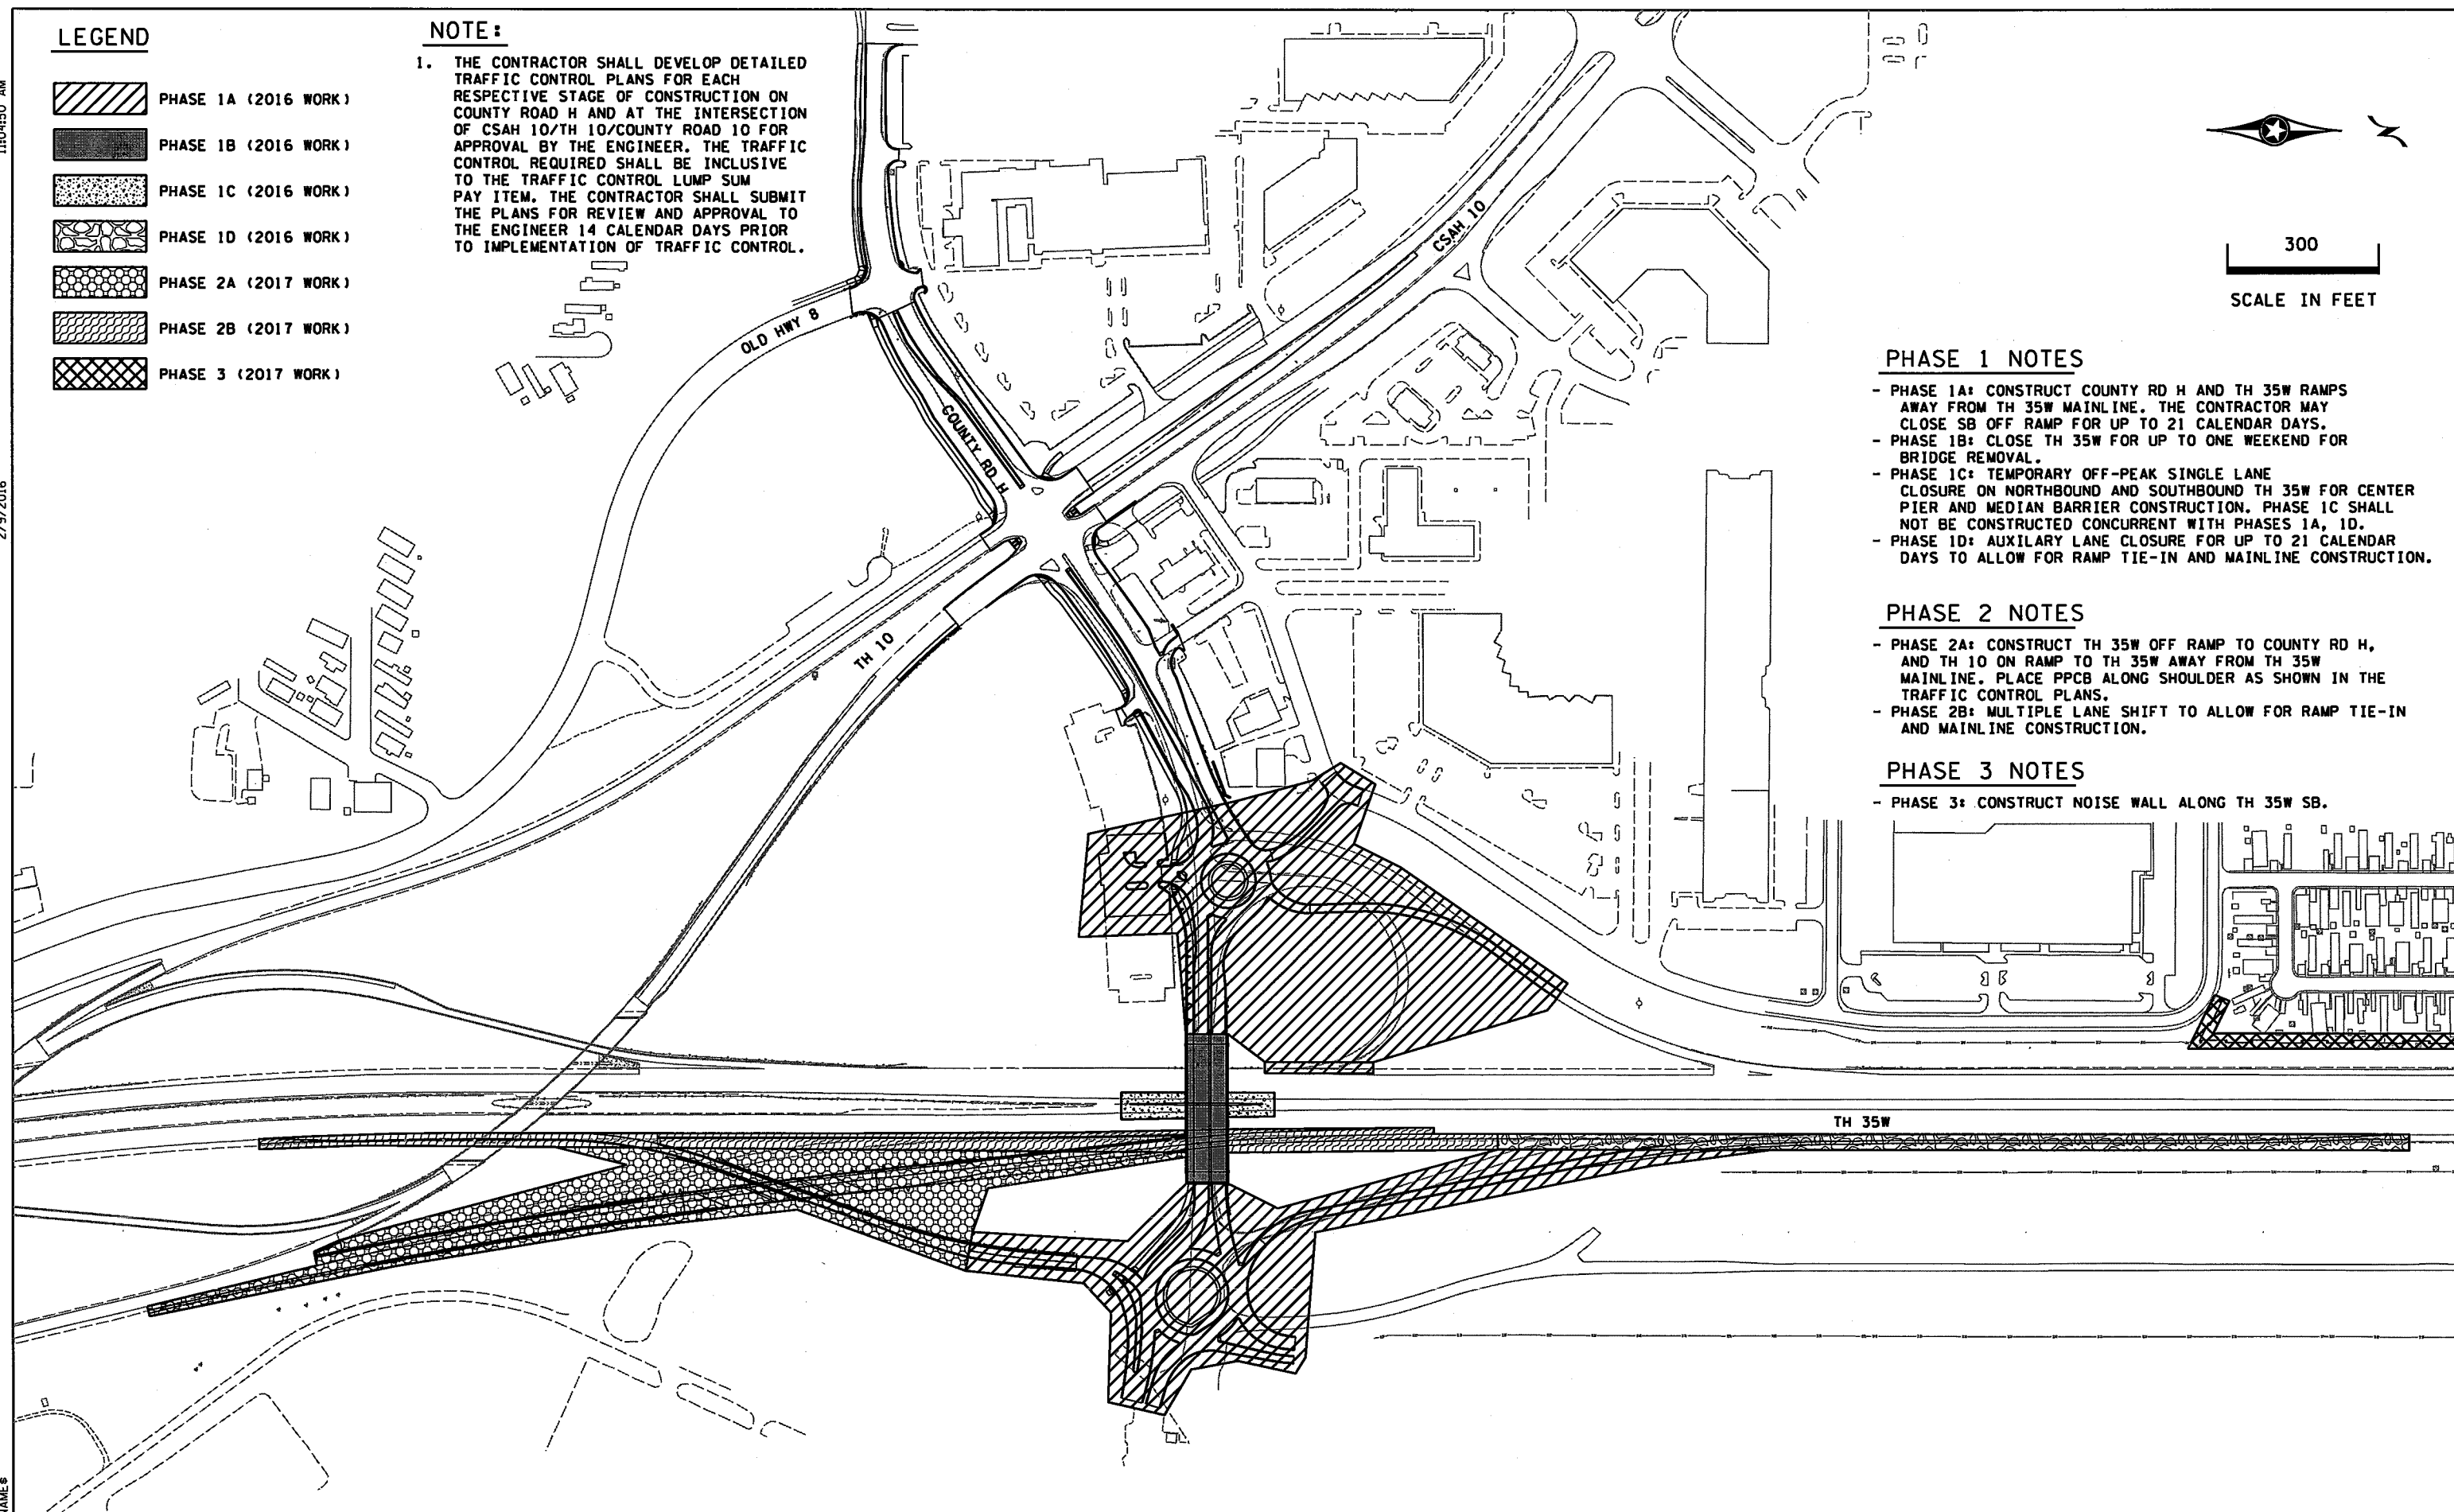 LEGEND
PHASE 1A (2016 WORK)
PHASE 1B (2016 WORK)
PHASE 1C (2016 WORK)
PHASE 1D (2016 WORK)
PHASE 2A (2017 WORK)
PHASE 2B (2017 WORK)
PHASE 3 (2017 WORK)
NOTE:
1. THE CONTRACTOR SHALL DEVELOP DETAILED
TRAFFIC CONTROL PLANS FOR EACH
RESPECTIVE STAGE OF CONSTRUCTION ON
COUNTY ROAD H AND AT THE INTERSECTION
OF CSAH 10/TH 10/COUNTY ROAD 10 FOR
APPROVAL BY THE ENGINEER. THE TRAFFIC
CONTROL REQUIRED SHALL BE INCLUSIVE
TO THE TRAFFIC CONTROL LUMP SUM
PAY ITEM. THE CONTRACTOR SHALL SUBMIT
THE PLANS FOR REVIEW AND APPROVAL TO
THE ENGINEER 14 CALENDAR DAYS PRIOR
TO IMPLEMENTATION OF TRAFFIC CONTROL.
11:04:50 AM
2/9/2016
OLD HWY 8
COUNTY RD H
CSAH 10
TH 10
TH 35W
300
SCALE IN FEET
PHASE 1 NOTES
- PHASE 1A: CONSTRUCT COUNTY RD H AND TH 35W RAMPS
AWAY FROM TH 35W MAINLINE. THE CONTRACTOR MAY
CLOSE SB OFF RAMP FOR UP TO 21 CALENDAR DAYS.
- PHASE 1B: CLOSE TH 35W FOR UP TO ONE WEEKEND FOR
BRIDGE REMOVAL.
- PHASE 1C: TEMPORARY OFF-PEAK SINGLE LANE
CLOSURE ON NORTHBOUND AND SOUTHBOUND TH 35W FOR CENTER
PIER AND MEDIAN BARRIER CONSTRUCTION. PHASE 1C SHALL
NOT BE CONSTRUCTED CONCURRENT WITH PHASES 1A, 1D.
- PHASE 1D: AUXILARY LANE CLOSURE FOR UP TO 21 CALENDAR
DAYS TO ALLOW FOR RAMP TIE-IN AND MAINLINE CONSTRUCTION.
PHASE 2 NOTES
- PHASE 2A: CONSTRUCT TH 35W OFF RAMP TO COUNTY RD H,
AND TH 10 ON RAMP TO TH 35W AWAY FROM TH 35W
MAINLINE. PLACE PPCB ALONG SHOULDER AS SHOWN IN THE
TRAFFIC CONTROL PLANS.
- PHASE 2B: MULTIPLE LANE SHIFT TO ALLOW FOR RAMP TIE-IN
AND MAINLINE CONSTRUCTION.
PHASE 3 NOTES
- PHASE 3: CONSTRUCT NOISE WALL ALONG TH 35W SB.